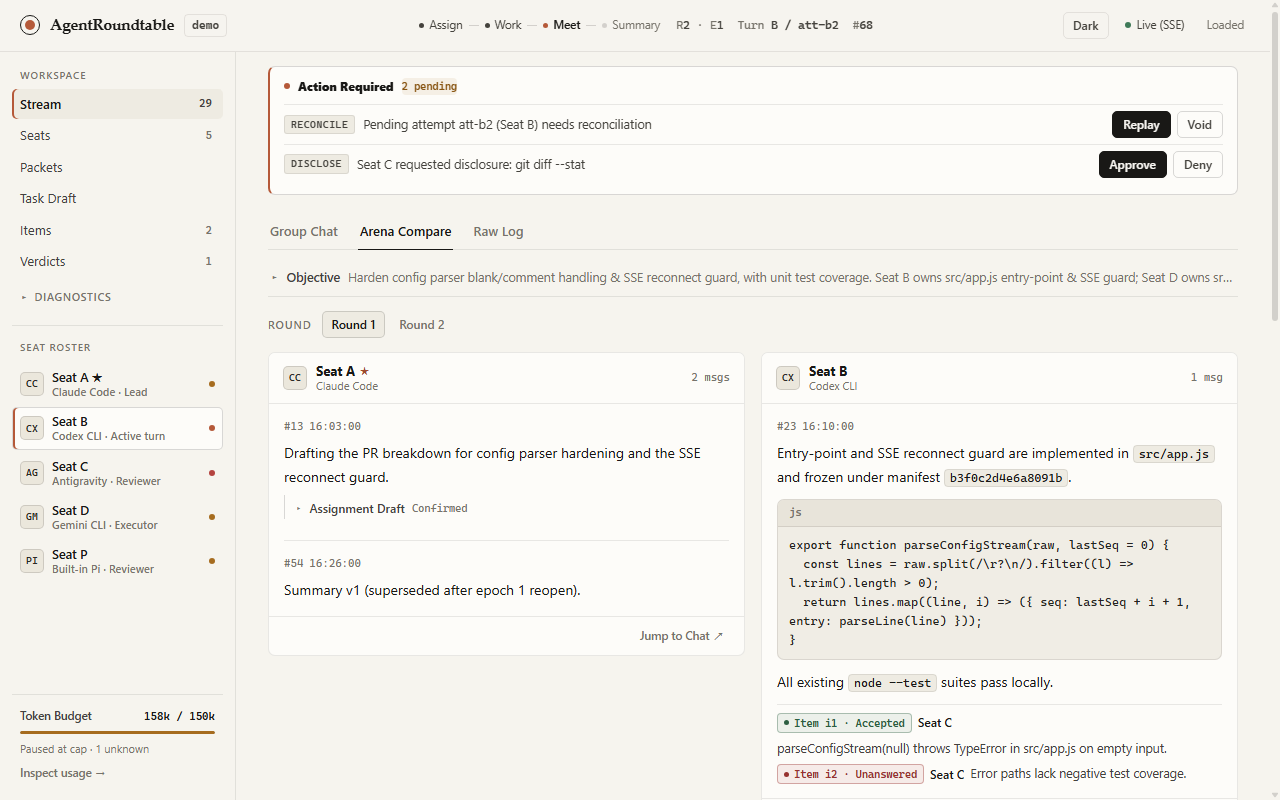 AgentRoundtable demo
Assign Work Meet Summary R2 · E1 Turn B / att-b2 #68
Dark Live (SSE) Loaded
WORKSPACE
Stream 29
Seats 5
Packets
Task Draft
Items 2
Verdicts 1
DIAGNOSTICS
SEAT ROSTER
CC Seat A ★
Claude Code · Lead
CX Seat B
Codex CLI · Active turn
AG Seat C
Antigravity · Reviewer
GM Seat D
Gemini CLI · Executor
PI Seat P
Built-in Pi · Reviewer
Token Budget 158k / 150k
Paused at cap · 1 unknown
Inspect usage →
Action Required 2 pending
RECONCILE Pending attempt att-b2 (Seat B) needs reconciliation Replay Void
DISCLOSE Seat C requested disclosure: git diff --stat Approve Deny
Group Chat Arena Compare Raw Log
Objective Harden config parser blank/comment handling & SSE reconnect guard, with unit test coverage. Seat B owns src/app.js entry-point & SSE guard; Seat D owns sr...
ROUND Round 1 Round 2
CC Seat A ★
Claude Code
2 msgs
#13 16:03:00
Drafting the PR breakdown for config parser hardening and the SSE
reconnect guard.
Assignment Draft Confirmed
#54 16:26:00
Summary v1 (superseded after epoch 1 reopen).
Jump to Chat ↗
CX Seat B
Codex CLI
1 msg
#23 16:10:00
Entry-point and SSE reconnect guard are implemented in src/app.js
and frozen under manifest b3f0c2d4e6a8091b.
js
export function parseConfigStream(raw, lastSeq = 0) {
  const lines = raw.split(/\r?\n/).filter((l) =>
l.trim().length > 0);
  return lines.map((line, i) => ({ seq: lastSeq + i + 1,
entry: parseLine(line) }));
}
All existing node --test suites pass locally.
Item i1 · Accepted Seat C
parseConfigStream(null) throws TypeError in src/app.js on empty input.
Item i2 · Unanswered Seat C Error paths lack negative test coverage.